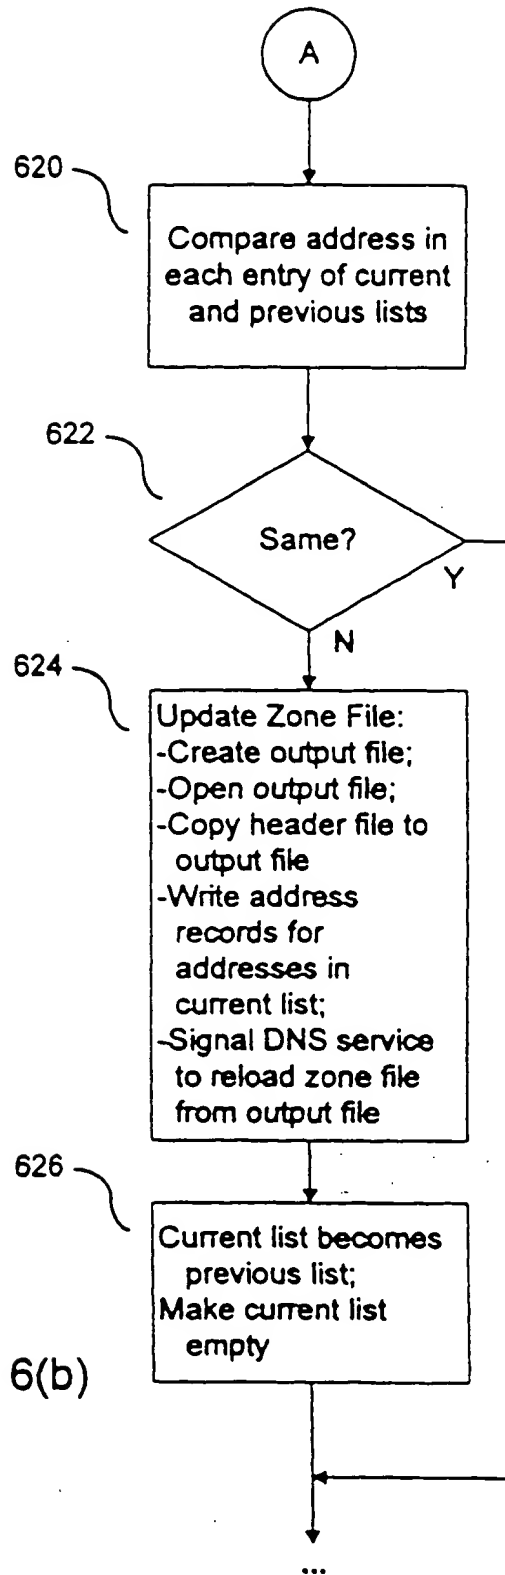 A
620
Compare address in
each entry of current
and previous lists
622
Same?
Y
N
624
Update Zone File:
-Create output file;
-Open output file;
-Copy header file to
output file
-Write address
records for
addresses in
current list;
-Signal DNS service
to reload zone file
from output file
626
Current list becomes
previous list;
Make current list
empty
6(b)
...